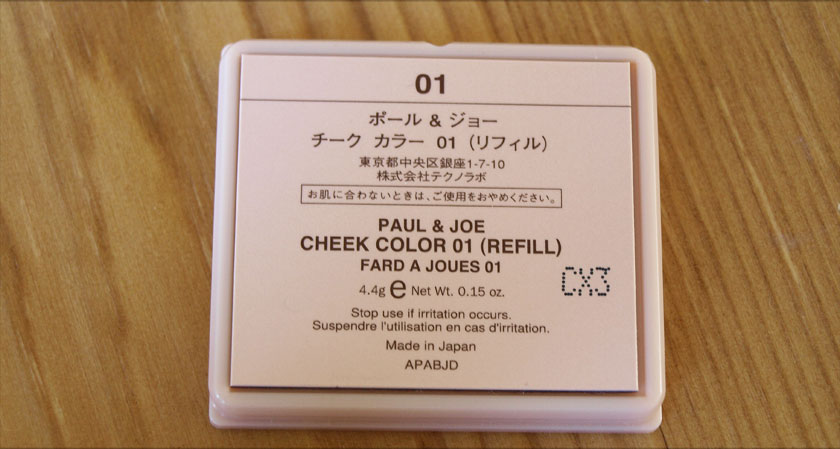 01
ポール & ジョー
チーク カラー 01（リフィル）
東京都中央区銀座1-7-10
株式会社テクノラボ
お肌に合わないときは、ご使用をおやめください。
PAUL & JOE
CHEEK COLOR 01 (REFILL)
FARD A JOUES 01
4.4g e Net Wt. 0.15 oz.
CX3
Stop use if irritation occurs.
Suspendre l'utilisation en cas d'irritation.
Made in Japan
APABJD